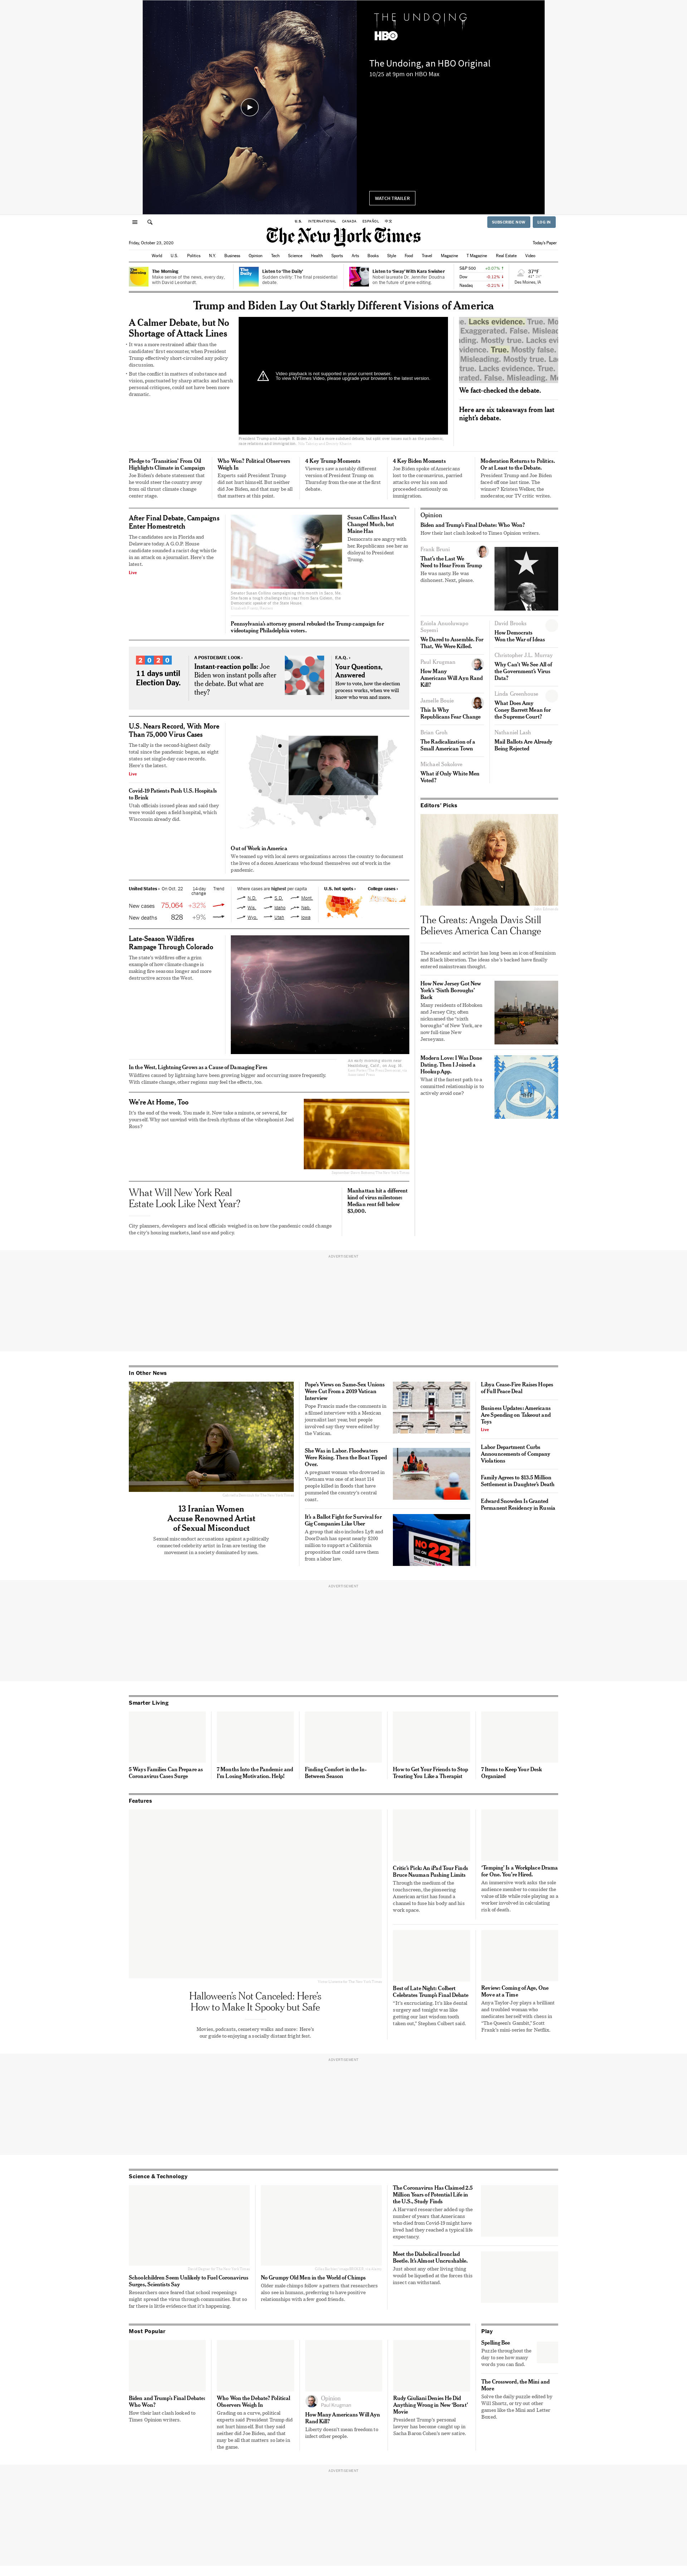 THE UNDOING
HBO
The Undoing, an HBO Original
10/25 at 9pm on HBO Max
WATCH TRAILER
U.S. INTERNATIONAL CANADA ESPAÑOL 中文
SUBSCRIBE NOW LOG IN
The New York Times
Friday, October 23, 2020
Today's Paper
World U.S. Politics N.Y. Business Opinion Tech Science Health Sports Arts Books Style Food Travel Magazine T Magazine Real Estate Video
The Morning
Make sense of the news, every day,
with David Leonhardt.
Listen to 'The Daily'
Sudden civility: The final presidential
debate.
Listen to 'Sway' With Kara Swisher
Nobel laureate Dr. Jennifer Doudna
on the future of gene editing.
S&P 500 +0.07% ↑
Dow -0.12% ↓
Nasdaq -0.21% ↓
Des Moines, IA
Trump and Biden Lay Out Starkly Different Visions of America
A Calmer Debate, but No
Shortage of Attack Lines
• It was a more restrained affair than the
candidates' first encounter, when President
Trump effectively short-circuited any policy
discussion.
• But the conflict in matters of substance and
vision, punctuated by sharp attacks and harsh
personal critiques, could not have been more
dramatic.
Video playback is not supported in your current browser.
To view NYTimes Video, please upgrade your browser to the latest version.
President Trump and Joseph R. Biden Jr. had a more subdued debate, but split over issues such as the pandemic,
race relations and immigration.
We fact-checked the debate.
Here are six takeaways from last
night's debate.
Pledge to 'Transition' From Oil
Highlights Climate in Campaign
Joe Biden's debate statement that
he would steer the country away
from oil thrust climate change
center stage.
Who Won? Political Observers
Weigh In
Experts said President Trump
did not hurt himself. But neither
did Joe Biden, and that may be all
that matters at this point.
4 Key Trump Moments
Viewers saw a notably different
version of President Trump on
Thursday from the one at the first
debate.
4 Key Biden Moments
Joe Biden spoke of Americans
lost in the coronavirus, parried
attacks over his son and
proceeded cautiously on
immigration.
Moderation Returns to Politics,
Or at Least to the Debate.
President Trump and Joe Biden
faced off one last time. The
winner? Kristen Welker, the
moderator, our TV critic writes.
After Final Debate, Campaigns
Enter Homestretch
The candidates are in Florida and
Delaware today. A G.O.P. House
candidate sounded a racist dog whistle
in an attack on a journalist. Here's the
latest.
Live
Senator Susan Collins campaigning this month in Saco, Me.
She faces a tough challenge this year from Sara Gideon, the
Democratic speaker of the State House.
Susan Collins Hasn't
Changed Much, but
Maine Has
Democrats are angry with
her, Republicans see her as
disloyal to President
Trump.
Pennsylvania's attorney general rebuked the Trump campaign for
videotaping Philadelphia voters.
2020
11 days until
Election Day.
A POSTDEBATE LOOK ›
Instant-reaction polls: Joe
Biden won instant polls after
the debate. But what are
they?
F.A.Q. ›
Your Questions,
Answered
How to vote, how the election
process works, when we will
know who won and more.
U.S. Nears Record, With More
Than 75,000 Virus Cases
The tally is the second-highest daily
total since the pandemic began, as eight
states set single-day case records.
Here's the latest.
Live
Covid-19 Patients Push U.S. Hospitals
to Brink
Utah officials issued pleas and said they
were would open a field hospital, which
Wisconsin already did.
Out of Work in America
We teamed up with local news organizations across the country to document
the lives of a dozen Americans who found themselves out of work in the
pandemic.
United States › On Oct. 22 14-day
change Trend
New cases 75,064 +32%
New deaths 828 +9%
Where cases are highest per capita
N.D. S.D. Mont.
Wis. Idaho Neb.
Wyo. Utah Iowa
U.S. hot spots ›
College cases ›
Late-Season Wildfires
Rampage Through Colorado
The state's wildfires offer a grim
example of how climate change is
making fire seasons longer and more
destructive across the West.
In the West, Lightning Grows as a Cause of Damaging Fires
Wildfires caused by lightning have been growing bigger and occurring more frequently.
With climate change, other regions may feel the effects, too.
We're At Home, Too
It's the end of the week. You made it. Now take a minute, or several, for
yourself. Why not unwind with the fresh rhythms of the vibraphonist Joel
Ross?
What Will New York Real
Estate Look Like Next Year?
City planners, developers and local officials weighed in on how the pandemic could change
the city's housing markets, land use and policy.
Manhattan hit a different
kind of virus milestone:
Median rent fell below
$3,000.
Opinion
Biden and Trump's Final Debate: Who Won?
How their last clash looked to Times Opinion writers.
Frank Bruni
That's the Last We
Need to Hear From Trump
He was nasty. He was
dishonest. Next, please.
We Dared to Assemble. For
That, We Were Killed.
David Brooks
How Democrats
Won the War of Ideas
Paul Krugman
How Many
Americans Will Ayn Rand
Kill?
Christopher J.L. Murray
Why Can't We See All of
the Government's Virus
Data?
Jamelle Bouie
This Is Why
Republicans Fear Change
Linda Greenhouse
What Does Amy
Coney Barrett Mean for
the Supreme Court?
Brian Groh
The Radicalization of a
Small American Town
Nathaniel Lash
Mail Ballots Are Already
Being Rejected
Michael Sokolove
What if Only White Men
Voted?
Editors' Picks
The Greats: Angela Davis Still
Believes America Can Change
The academic and activist has long been an icon of feminism
and Black liberation. The ideas she's backed have finally
entered mainstream thought.
How New Jersey Got New
York's 'Sixth Boroughs'
Back
Many residents of Hoboken
and Jersey City, often
nicknamed the "sixth
boroughs" of New York, are
now full-time New
Jerseyans.
Modern Love: I Was Done
Dating. Then I Joined a
Hookup App.
What if the fastest path to a
committed relationship is to
actively avoid one?
ADVERTISEMENT
In Other News
13 Iranian Women
Accuse Renowned Artist
of Sexual Misconduct
Sexual misconduct accusations against a politically
connected celebrity artist in Iran are testing the
movement in a society dominated by men.
Pope's Views on Same-Sex Unions
Were Cut From a 2019 Vatican
Interview
Pope Francis made the comments in
a filmed interview with a Mexican
journalist last year, but people
involved say they were edited by
the Vatican.
She Was in Labor. Floodwaters
Were Rising. Then the Boat Tipped
Over.
A pregnant woman who drowned in
Vietnam was one of at least 114
people killed in floods that have
pummeled the country's central
coast.
It's a Ballot Fight for Survival for
Gig Companies Like Uber
A group that also includes Lyft and
DoorDash has spent nearly $200
million to support a California
proposition that could save them
from a labor law.
NO
22
Libya Cease-Fire Raises Hopes
of Full Peace Deal
Business Updates: Americans
Are Spending on Takeout and
Toys
Live
Labor Department Curbs
Announcements of Company
Violations
Family Agrees to $13.5 Million
Settlement in Daughter's Death
Edward Snowden Is Granted
Permanent Residency in Russia
ADVERTISEMENT
Smarter Living
5 Ways Families Can Prepare as
Coronavirus Cases Surge
7 Months Into the Pandemic and
I'm Losing Motivation. Help!
Finding Comfort in the In-
Between Season
How to Get Your Friends to Stop
Treating You Like a Therapist
7 Items to Keep Your Desk
Organized
Features
Halloween's Not Canceled: Here's
How to Make It Spooky but Safe
Movies, podcasts, cemetery walks and more: Here's
our guide to enjoying a socially distant fright fest.
Critic's Pick: An iPad Tour Finds
Bruce Nauman Pushing Limits
Through the medium of the
touchscreen, the pioneering
American artist has found a
channel to fuse his body and his
work space.
'Temping' Is a Workplace Drama
for One. You're Hired.
An immersive work asks the sole
audience member to consider the
value of life while role playing as a
worker involved in calculating
risk of death.
Best of Late Night: Colbert
Celebrates Trump's Final Debate
"It's excruciating. It's like dental
surgery and tonight was like
getting our last wisdom tooth
taken out," Stephen Colbert said.
Review: Coming of Age, One
Move at a Time
Anya Taylor-Joy plays a brilliant
and troubled woman who
medicates herself with chess in
"The Queen's Gambit," Scott
Frank's mini-series for Netflix.
ADVERTISEMENT
Science & Technology
Schoolchildren Seem Unlikely to Fuel Coronavirus
Surges, Scientists Say
Researchers once feared that school reopenings
might spread the virus through communities. But so
far there is little evidence that it's happening.
No Grumpy Old Men in the World of Chimps
Older male chimps follow a pattern that researchers
also see in humans, preferring to have positive
relationships with a few good friends.
The Coronavirus Has Claimed 2.5
Million Years of Potential Life in
the U.S., Study Finds
A Harvard researcher added up the
number of years that Americans
who died from Covid-19 might have
lived had they reached a typical life
expectancy.
Meet the Diabolical Ironclad
Beetle. It's Almost Uncrushable.
Just about any other living thing
would be liquefied at the forces this
insect can withstand.
Most Popular
Biden and Trump's Final Debate:
Who Won?
How their last clash looked to
Times Opinion writers.
Who Won the Debate? Political
Observers Weigh In
Grading on a curve, political
experts said President Trump did
not hurt himself. But they said
neither did Joe Biden, and that
may be all that matters so late in
the game.
Opinion
Paul Krugman
How Many Americans Will Ayn
Rand Kill?
Liberty doesn't mean freedom to
infect other people.
Rudy Giuliani Denies He Did
Anything Wrong in New 'Borat'
Movie
President Trump's personal
lawyer has become caught up in
Sacha Baron Cohen's new satire.
Play
Spelling Bee
Puzzle throughout the
day to see how many
words you can find.
The Crossword, the Mini and
More
Solve the daily puzzle edited by
Will Shortz, or try out other
games like the Mini and Letter
Boxed.
ADVERTISEMENT